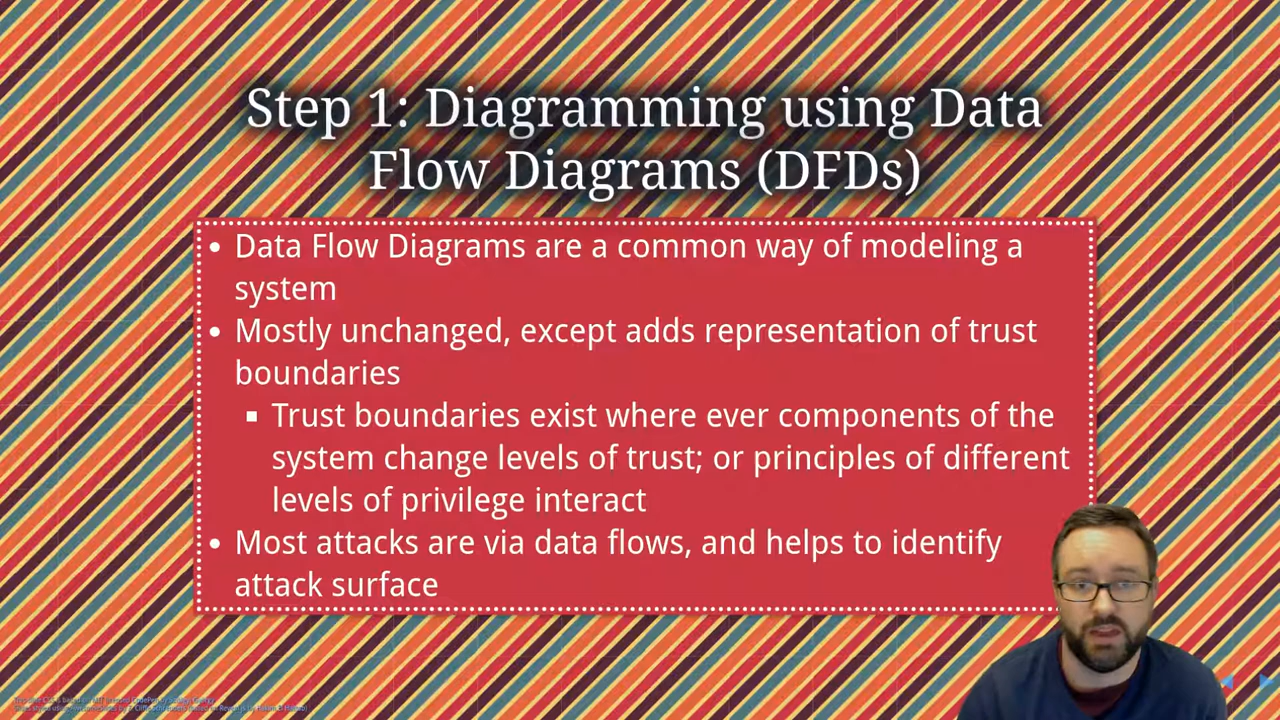 Step 1: Diagramming using Data
Flow Diagrams (DFDs)
• Data Flow Diagrams are a common way of modeling a
system
• Mostly unchanged, except adds representation of trust
boundaries
▪ Trust boundaries exist where ever components of the
system change levels of trust; or principles of different
levels of privilege interact
• Most attacks are via data flows, and helps to identify
attack surface